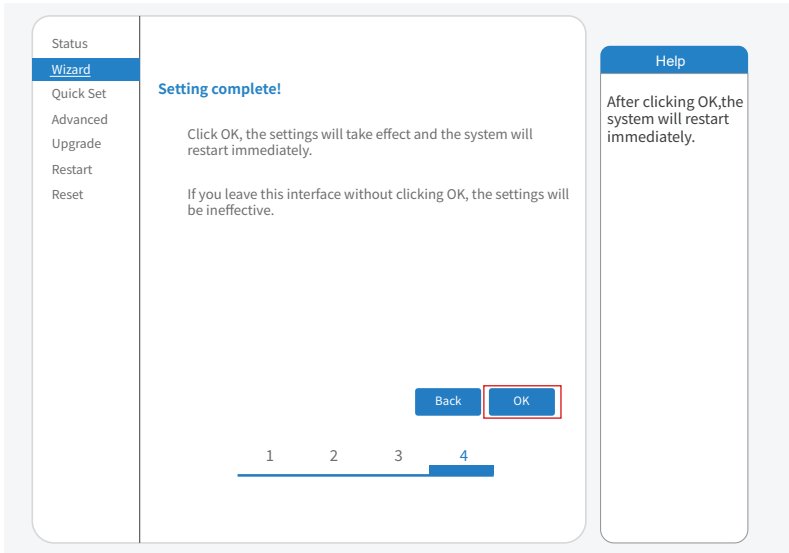 Status
Wizard
Quick Set
Advanced
Upgrade
Restart
Reset
Setting complete!
Click OK, the settings will take effect and the system will
restart immediately.
If you leave this interface without clicking OK, the settings will
be ineffective.
Back
OK
1 2 3 4
Help
After clicking OK,the
system will restart
immediately.